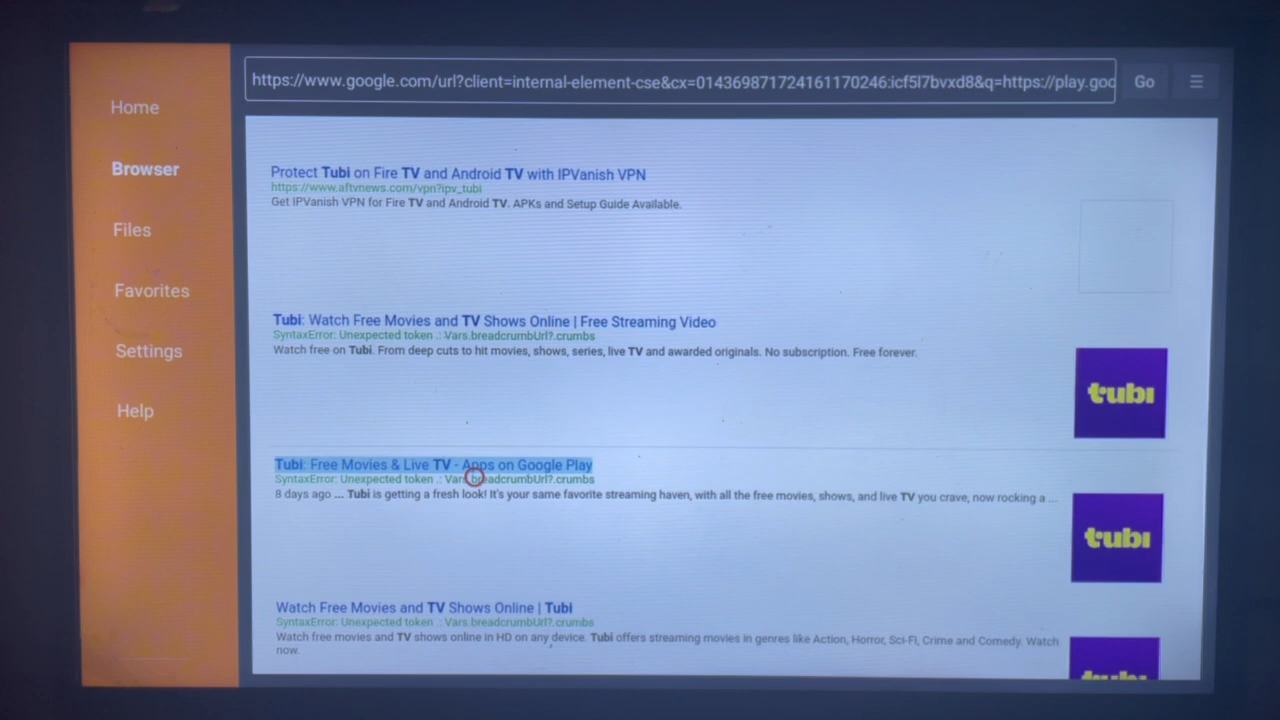 https://www.google.com/url?client=internal-element-cse&cx=014369871724161170246:icf5l7bvxd8&q=https://play.goo
Go
Home
Browser
Files
Favorites
Settings
Help
Protect Tubi on Fire TV and Android TV with IPVanish VPN
https://www.aftvnews.com/vpn?ipv_tubi
Get IPVanish VPN for Fire TV and Android TV. APKs and Setup Guide Available.
Tubi: Watch Free Movies and TV Shows Online | Free Streaming Video
SyntaxError: Unexpected token .: Vars.breadcrumbUrl?.crumbs
Watch free on Tubi. From deep cuts to hit movies, shows, series, live TV and awarded originals. No subscription. Free forever.
tubi
Tubi: Free Movies & Live TV - Apps on Google Play
SyntaxError: Unexpected token .: Vars.breadcrumbUrl?.crumbs
8 days ago ... Tubi is getting a fresh look! It's your same favorite streaming haven, with all the free movies, shows, and live TV you crave, now rocking a ...
tubi
Watch Free Movies and TV Shows Online | Tubi
SyntaxError: Unexpected token .: Vars.breadcrumbUrl?.crumbs
Watch free movies and TV shows online in HD on any device. Tubi offers streaming movies in genres like Action, Horror, Sci-Fi, Crime and Comedy. Watch
now.
tubi